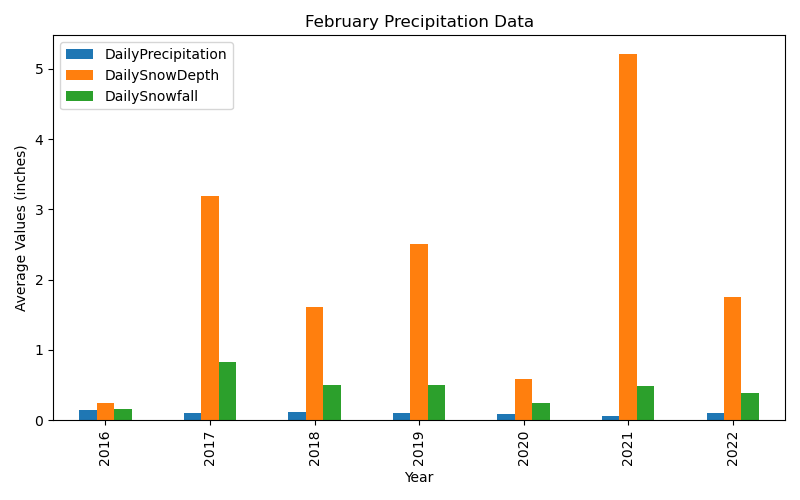 February Precipitation Data
DailyPrecipitation
DailySnowDepth
DailySnowfall
Average Values (inches)
5
4
3
2
1
0
2016
2017
2018
2019
2020
2021
2022
Year